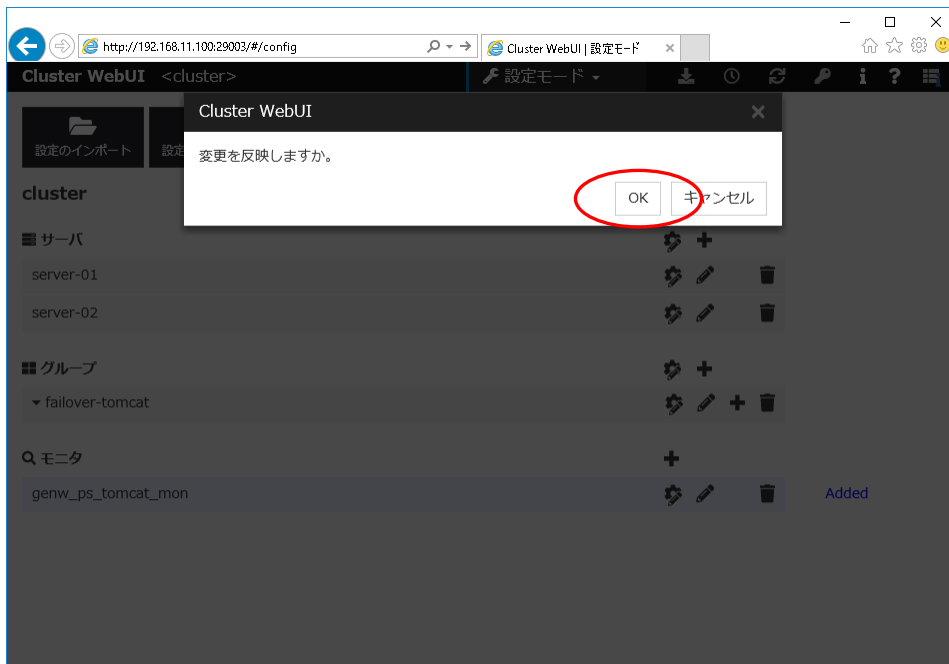 http://192.168.11.100:29003/#/config
Cluster WebUI | 設定モード
Cluster WebUI <cluster>
設定モード
Cluster WebUI
変更を反映しますか。
OK
キャンセル
設定のインポート
設定
cluster
サーバ
server-01
server-02
グループ
failover-tomcat
モニタ
genw_ps_tomcat_mon
Added